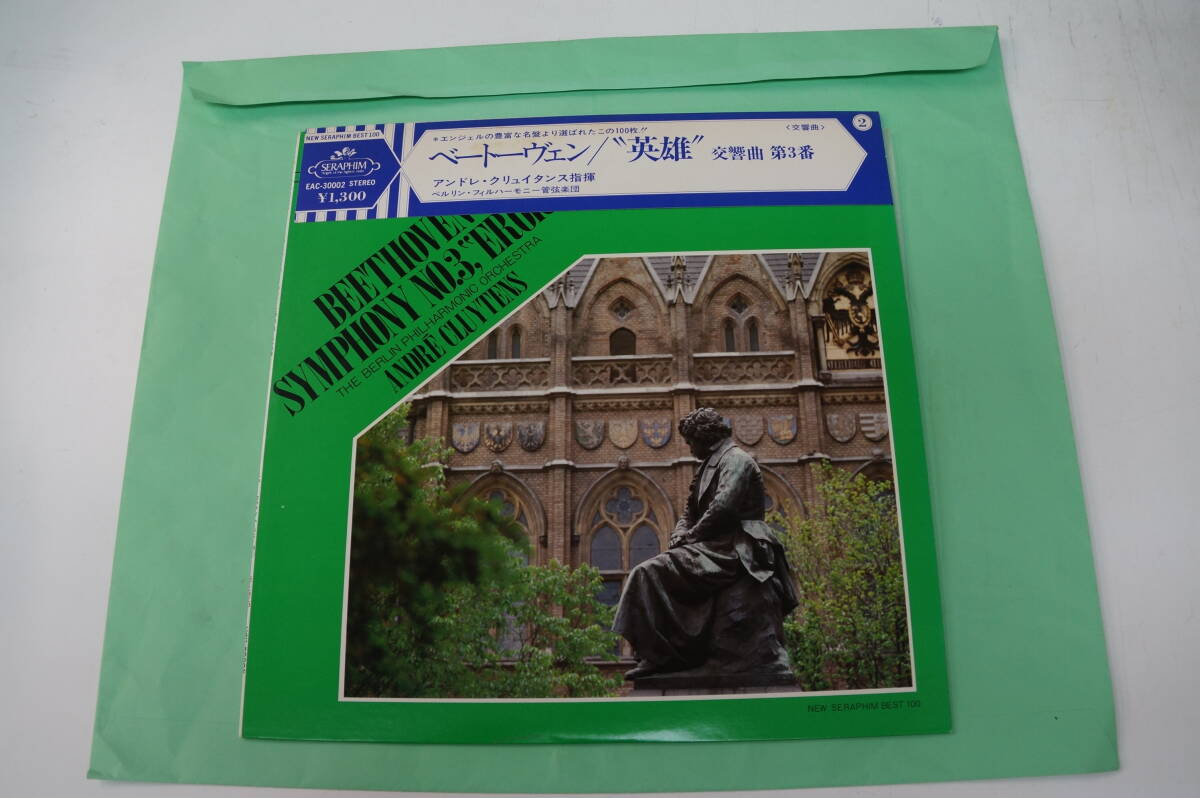 NEW SERAPHIM BEST 100
SERAPHIM
EAC-30002 STEREO
¥1,300
*エンジェルの豊富な名盤より選ばれたこの100枚!!
〈交響曲〉
2
ベートーヴェン/"英雄" 交響曲 第3番
アンドレ・クリュイタンス指揮
ベルリン・フィルハーモニー管弦楽団
BEETHOVEN
SYMPHONY NO.3, "EROI
THE BERLIN PHILHARMONIC ORCHESTRA
ANDRÉ CLUYTENS
NEW SERAPHIM BEST 100